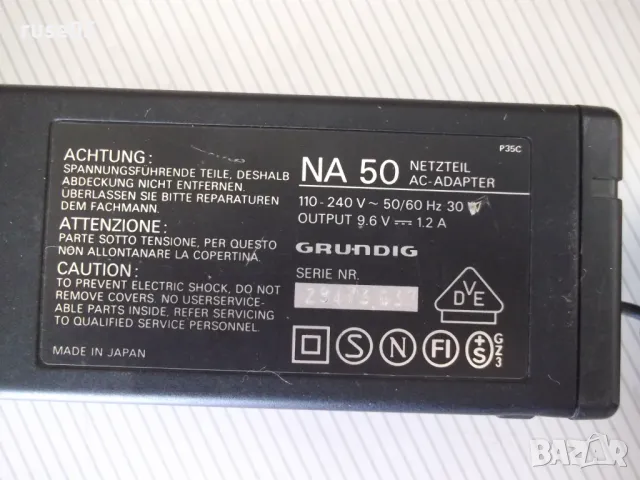 ruse
P35C
ACHTUNG:
SPANNUNGSFÜHRENDE TEILE, DESHALB
ABDECKUNG NICHT ENTFERNEN.
ÜBERLASSEN SIE BITTE REPARATUREN
DEM FACHMANN.
ATTENZIONE:
PARTE SOTTO TENSIONE, PER QUESTO
NON ALLONTANARE LA COPERTINA.
CAUTION:
TO PREVENT ELECTRIC SHOCK, DO NOT
REMOVE COVERS. NO USERSERVICE-
ABLE PARTS INSIDE, REFER SERVICING
TO QUALIFIED SERVICE PERSONNEL.
MADE IN JAPAN
NA 50 NETZTEIL
AC-ADAPTER
110-240 V ~ 50/60 Hz 30 W
OUTPUT 9.6 V ⎓ 1.2 A
GRUNDIG
SERIE NR.
DVE
S N FI +S GZ3
BAZAR